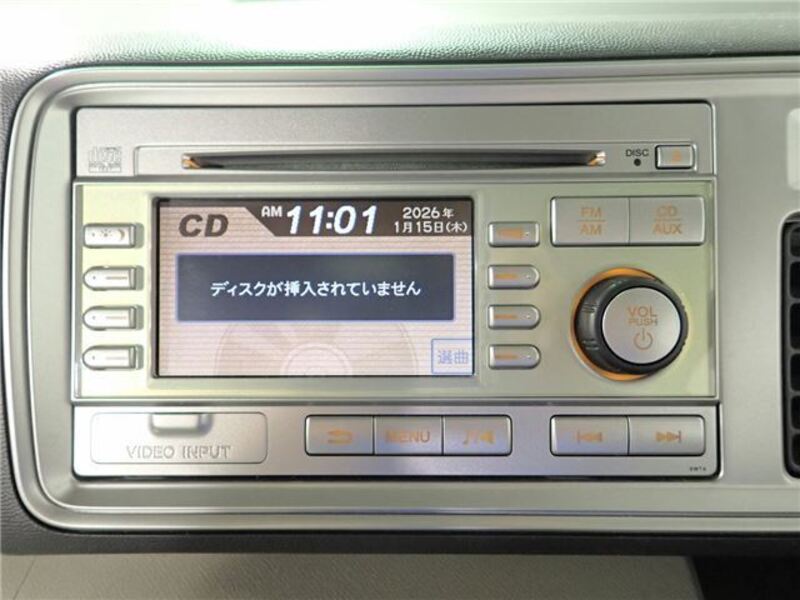 DISC
CD
AM 11:01
2026年
1月15日(木)
ディスクが挿入されていません
選曲
FM
AM
CD
AUX
VOL
PUSH
VIDEO INPUT
MENU